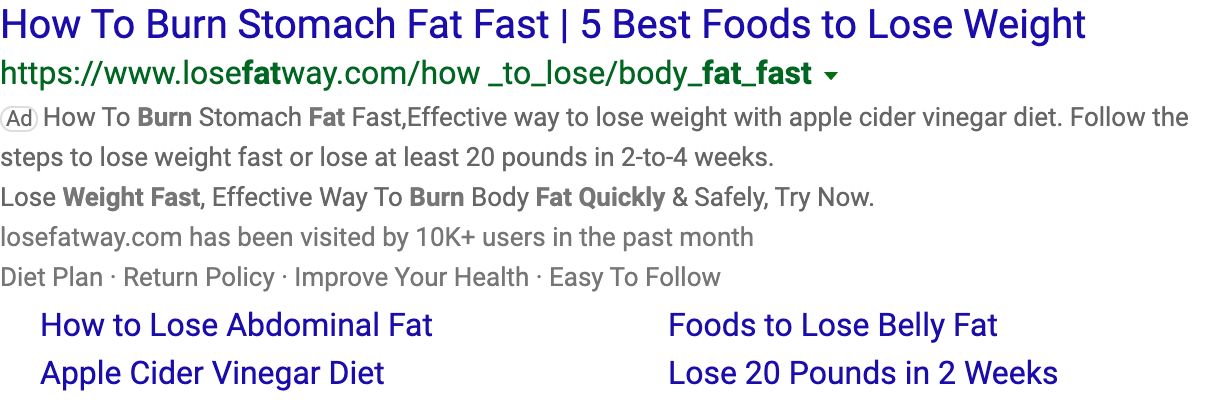 How To Burn Stomach Fat Fast | 5 Best Foods to Lose Weight
https://www.losefatway.com/how _to_lose/body_fat_fast
Ad How To Burn Stomach Fat Fast,Effective way to lose weight with apple cider vinegar diet. Follow the
steps to lose weight fast or lose at least 20 pounds in 2-to-4 weeks.
Lose Weight Fast, Effective Way To Burn Body Fat Quickly & Safely, Try Now.
losefatway.com has been visited by 10K+ users in the past month
Diet Plan · Return Policy · Improve Your Health · Easy To Follow
How to Lose Abdominal Fat
Foods to Lose Belly Fat
Apple Cider Vinegar Diet
Lose 20 Pounds in 2 Weeks